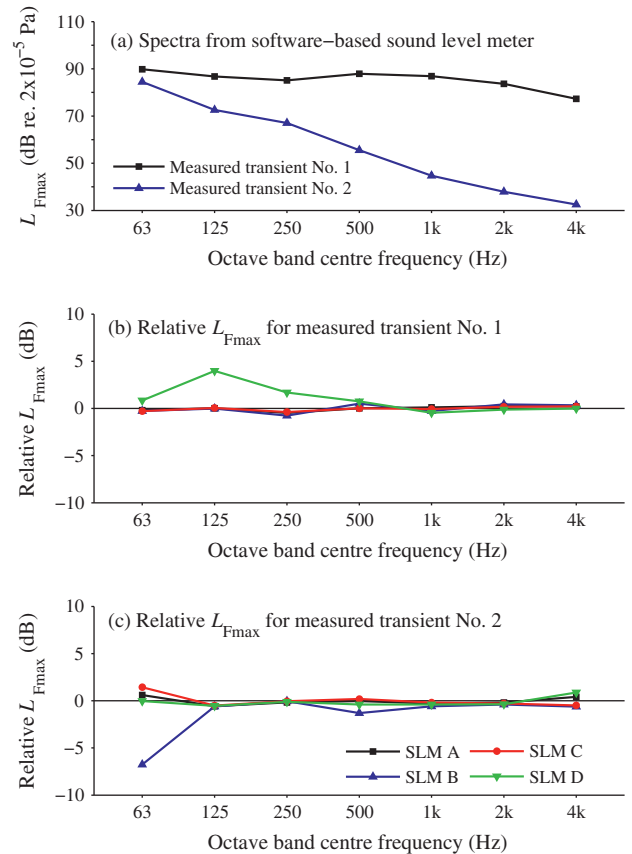 (a) Spectra from software−based sound level meter
L Fmax (dB re. 2x10⁻⁵ Pa)
110
90
70
50
30
Measured transient No. 1
Measured transient No. 2
63 125 250 500 1k 2k 4k
Octave band centre frequency (Hz)
(b) Relative L Fmax for measured transient No. 1
Relative L Fmax (dB)
10
5
0
−5
−10
63 125 250 500 1k 2k 4k
Octave band centre frequency (Hz)
(c) Relative L Fmax for measured transient No. 2
Relative L Fmax (dB)
10
5
0
−5
−10
SLM A SLM C
SLM B SLM D
63 125 250 500 1k 2k 4k
Octave band centre frequency (Hz)